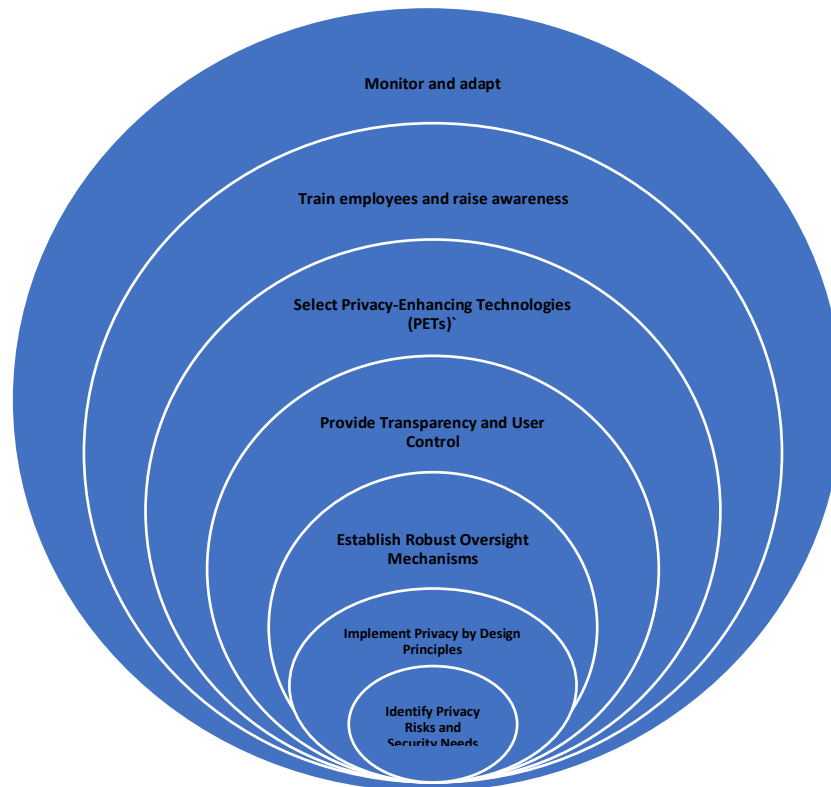 Monitor and adapt
Train employees and raise awareness
Select Privacy-Enhancing Technologies
(PETs)`
Provide Transparency and User
Control
Establish Robust Oversight
Mechanisms
Implement Privacy by Design
Principles
Identify Privacy
Risks and
Security Needs